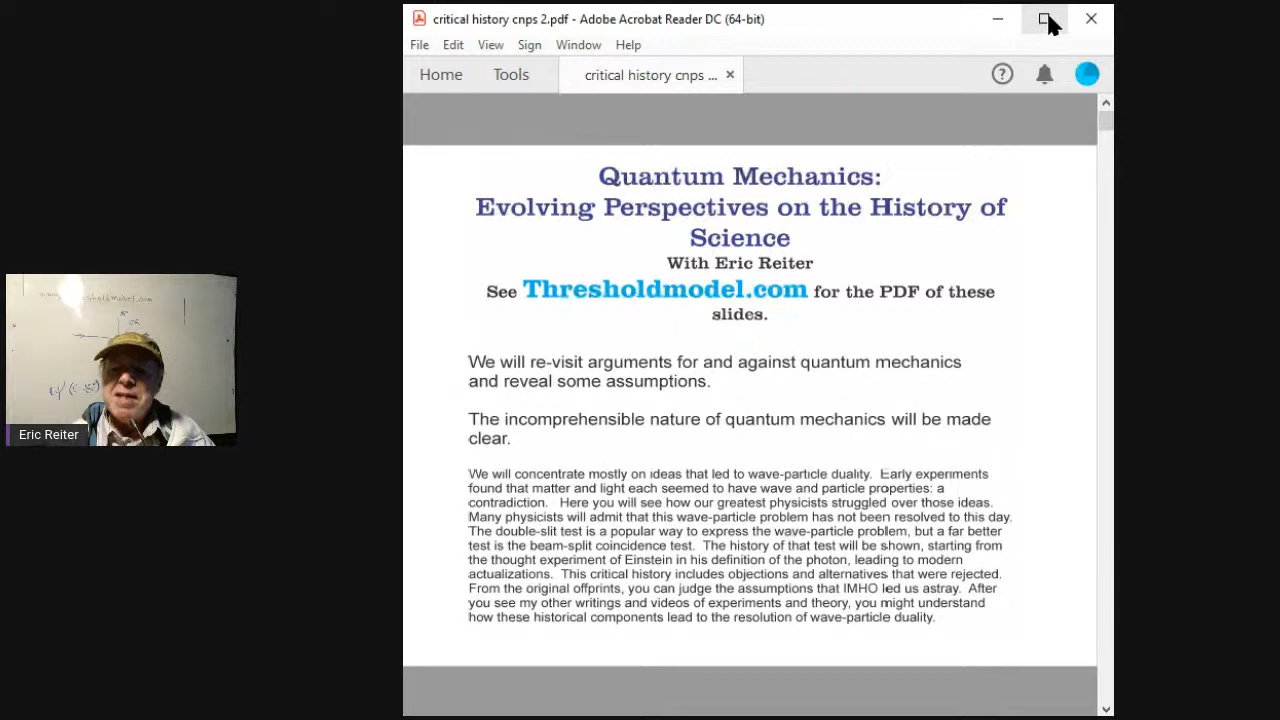 critical history cnps 2.pdf - Adobe Acrobat Reader DC (64-bit)
File Edit View Sign Window Help
Home Tools critical history cnps ... ×
Quantum Mechanics:
Evolving Perspectives on the History of
Science
With Eric Reiter
See Thresholdmodel.com for the PDF of these
slides.
We will re-visit arguments for and against quantum mechanics
and reveal some assumptions.
The incomprehensible nature of quantum mechanics will be made
clear.
We will concentrate mostly on ideas that led to wave-particle duality. Early experiments
found that matter and light each seemed to have wave and particle properties: a
contradiction. Here you will see how our greatest physicists struggled over those ideas.
Many physicists will admit that this wave-particle problem has not been resolved to this day.
The double-slit test is a popular way to express the wave-particle problem, but a far better
test is the beam-split coincidence test. The history of that test will be shown, starting from
the thought experiment of Einstein in his definition of the photon, leading to modern
actualizations. This critical history includes objections and alternatives that were rejected.
From the original offprints, you can judge the assumptions that IMHO led us astray. After
you see my other writings and videos of experiments and theory, you might understand
how these historical components lead to the resolution of wave-particle duality.
Eric Reiter